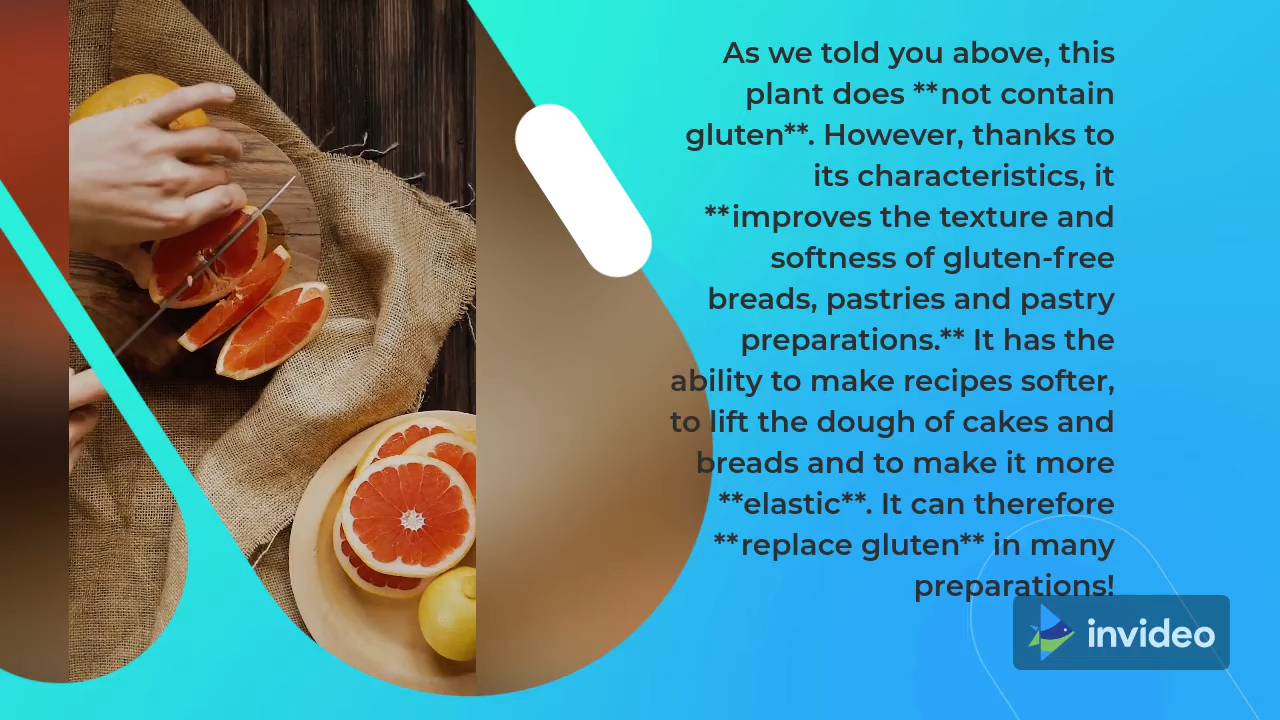 As we told you above, this
plant does **not contain
gluten**. However, thanks to
its characteristics, it
**improves the texture and
softness of gluten-free
breads, pastries and pastry
preparations.** It has the
ability to make recipes softer,
to lift the dough of cakes and
breads and to make it more
**elastic**. It can therefore
**replace gluten** in many
preparations!
invideo